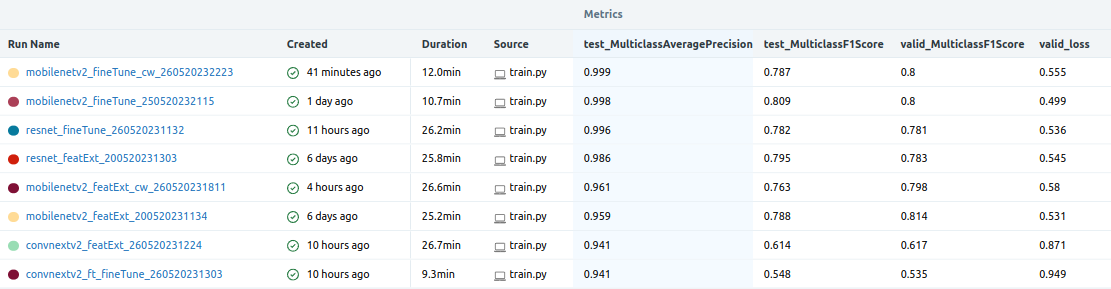 Metrics
Run Name Created Duration Source test_MulticlassAveragePrecision test_MulticlassF1Score valid_MulticlassF1Score valid_loss
mobilenetv2_fineTune_cw_260520232223 41 minutes ago 12.0min train.py 0.999 0.787 0.8 0.555
mobilenetv2_fineTune_250520232115 1 day ago 10.7min train.py 0.998 0.809 0.8 0.499
resnet_fineTune_260520231132 11 hours ago 26.2min train.py 0.996 0.782 0.781 0.536
resnet_featExt_200520231303 6 days ago 25.8min train.py 0.986 0.795 0.783 0.545
mobilenetv2_featExt_cw_260520231811 4 hours ago 26.6min train.py 0.961 0.763 0.798 0.58
mobilenetv2_featExt_200520231134 6 days ago 25.2min train.py 0.959 0.788 0.814 0.531
convnextv2_featExt_260520231224 10 hours ago 26.7min train.py 0.941 0.614 0.617 0.871
convnextv2_ft_fineTune_260520231303 10 hours ago 9.3min train.py 0.941 0.548 0.535 0.949